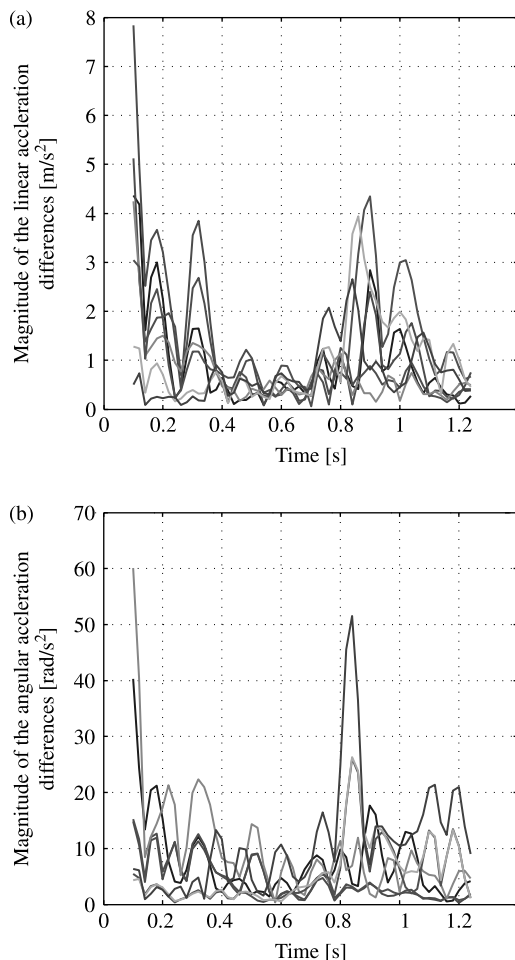 (a)
Magnitude of the linear accleration
differences [m/s²]
8
7
6
5
4
3
2
1
0
0 0.2 0.4 0.6 0.8 1 1.2
Time [s]
(b)
Magnitude of the angular accleration
differences [rad/s²]
70
60
50
40
30
20
10
0
0 0.2 0.4 0.6 0.8 1 1.2
Time [s]